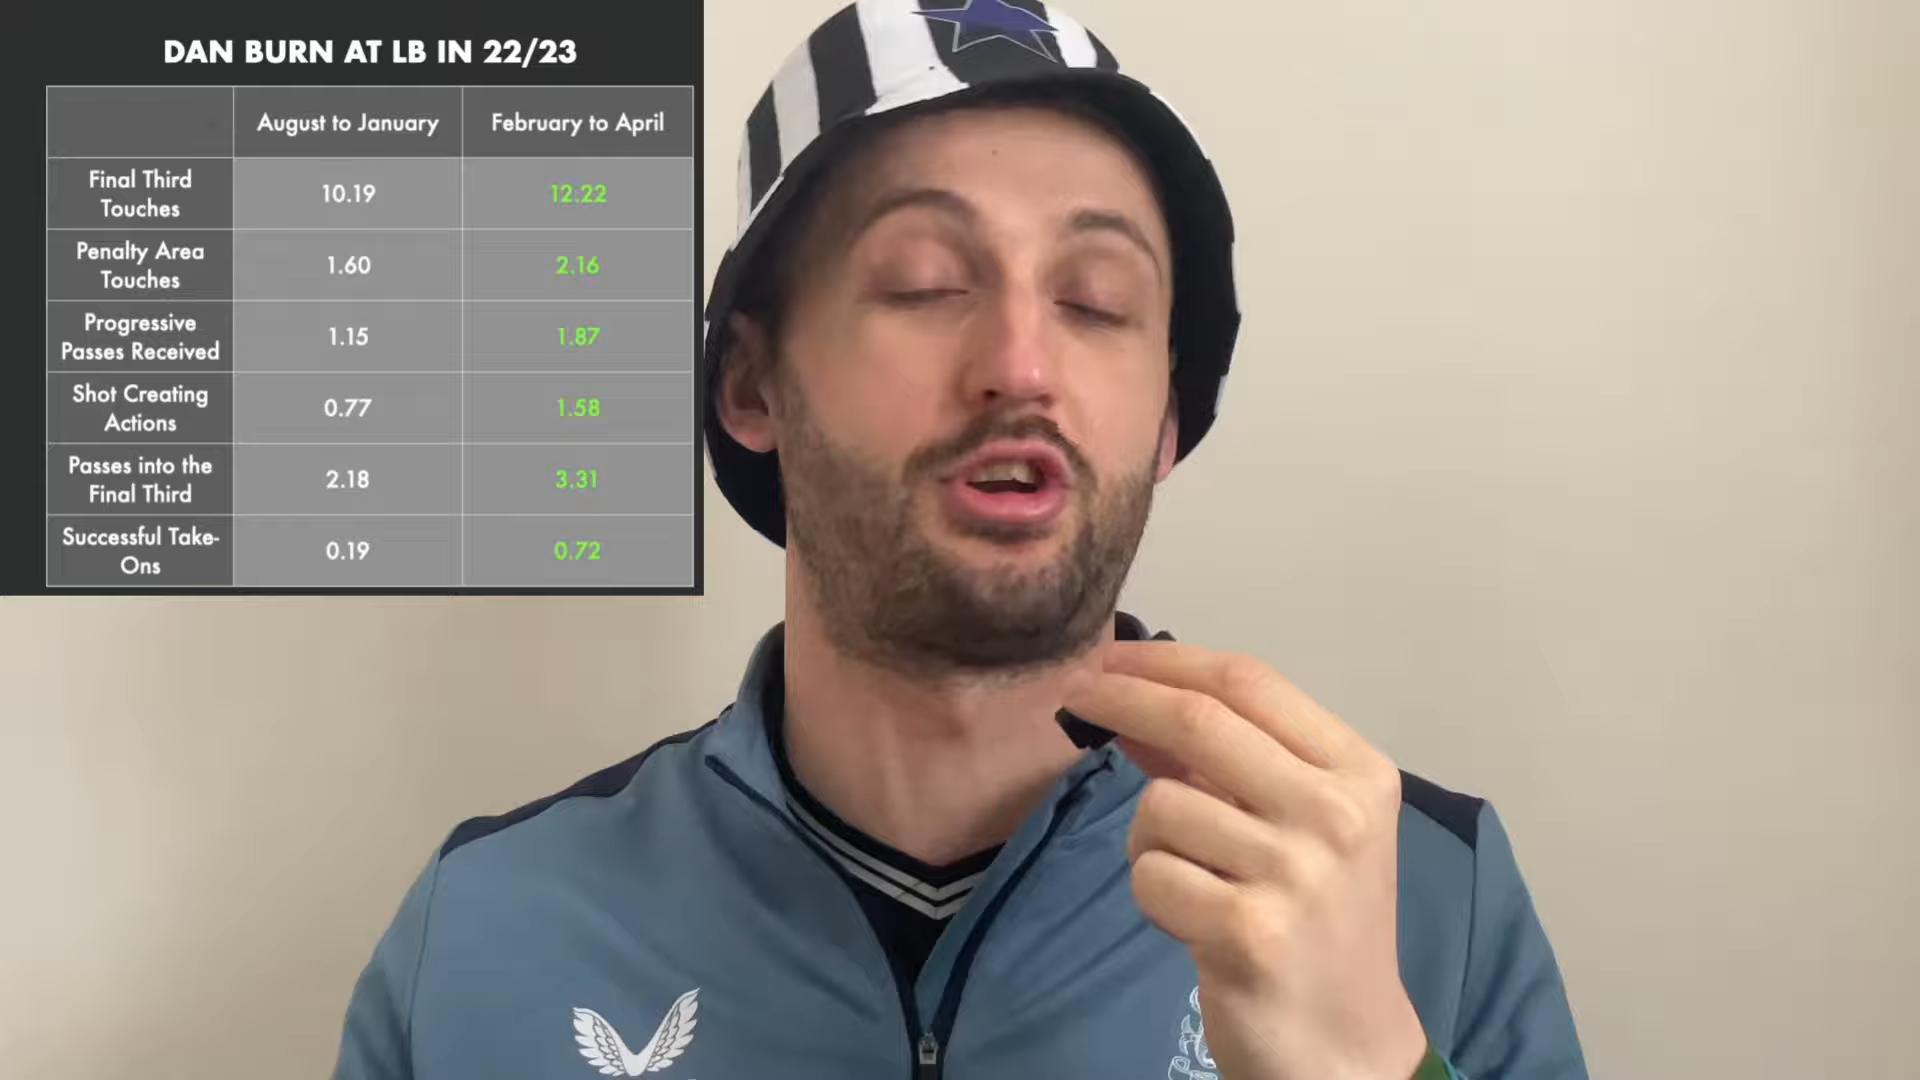 DAN BURN AT LB IN 22/23
August to January February to April
Final Third
Touches
10.19 12.22
Penalty Area
Touches
1.60 2.16
Progressive
Passes Received
1.15 1.87
Shot Creating
Actions
0.77 1.58
Passes into the
Final Third
2.18 3.31
Successful Take-
Ons
0.19 0.72